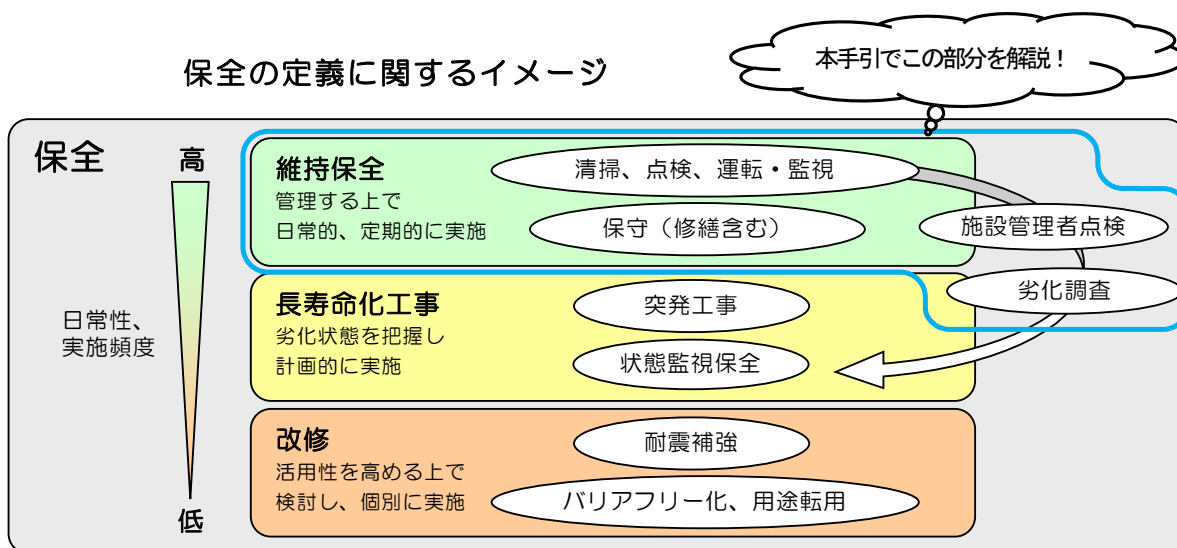 保全の定義に関するイメージ
本手引でこの部分を解説！
保全
高
日常性、
実施頻度
低
維持保全
管理する上で
日常的、定期的に実施
清掃、点検、運転・監視
保守（修繕含む）
施設管理者点検
劣化調査
長寿命化工事
劣化状態を把握し
計画的に実施
突発工事
状態監視保全
改修
活用性を高める上で
検討し、個別に実施
耐震補強
バリアフリー化、用途転用